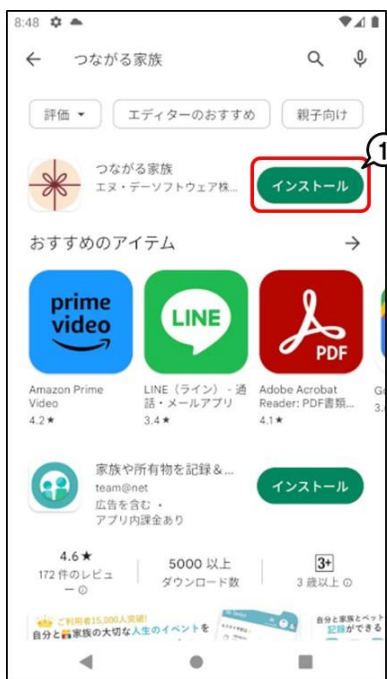 8:48
つながる家族
評価
エディターのおすすめ
親子向け
1
つながる家族
エヌ・デーソフトウェア株...
インストール
おすすめのアイテム
prime
video
LINE
PDF
Amazon Prime
Video
4.2★
LINE（ライン） - 通
話・メールアプリ
3.4★
Adobe Acrobat
Reader: PDF書類...
4.1★
家族や所有物を記録＆...
team@net
広告を含む ・
アプリ内課金あり
インストール
4.6★
172 件のレビュ
ー
5000 以上
ダウンロード数
3+
3 歳以上
ご利用者15,000人突破!
自分と家族の大切な人生のイベントを
自分と家族とペット
記録ができる